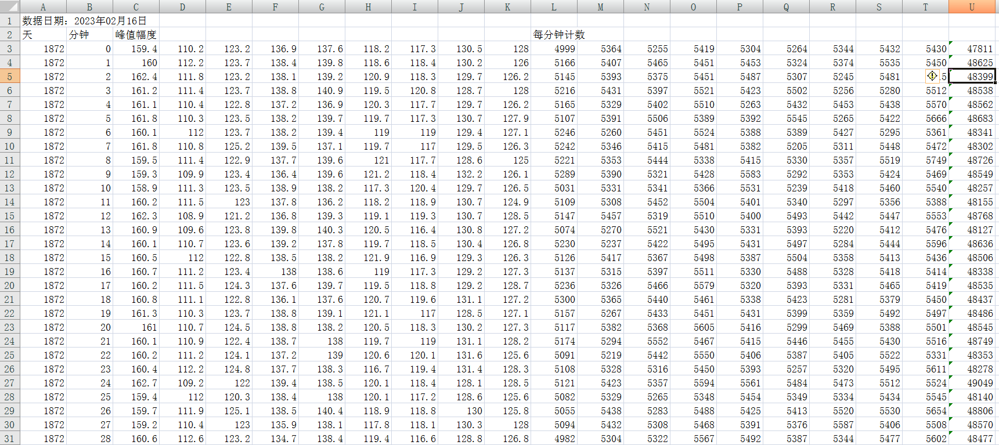 A B C D E F G H I J K L M N O P Q R S T U
1 数据日期: 2023年02月16日
2 天 分钟 峰值幅度 每分钟计数
3 1872 0 159.4 110.2 123.2 136.9 137.6 118.2 117.3 130.5 128 4999 5364 5255 5419 5304 5264 5344 5432 5430 47811
4 1872 1 160 112.2 123.7 138.4 139.8 118.6 118.4 130.2 126 5166 5407 5465 5451 5453 5324 5374 5535 5450 48625
5 1872 2 162.4 111.8 123.2 138.1 139.2 120.9 118.3 129.7 126.2 5145 5393 5375 5451 5487 5307 5245 5481 .5 48399
6 1872 3 161.2 111.4 123.7 138.8 140.9 119.5 120.8 128.7 128 5216 5431 5397 5521 5423 5502 5256 5280 5512 48538
7 1872 4 161.1 110.4 122.8 137.2 136.9 120.3 117.7 129.7 126.2 5165 5329 5402 5510 5263 5432 5453 5438 5570 48562
8 1872 5 161.8 110.3 123.5 138.2 139.7 119.7 117.3 130.7 127.9 5107 5391 5506 5389 5392 5545 5265 5422 5666 48683
9 1872 6 160.1 112 123.7 138.2 139.4 119 119 129.4 127.1 5246 5260 5451 5524 5388 5389 5427 5295 5361 48341
10 1872 7 161.8 110.8 125.2 139.5 137.1 119.7 117 129.5 126.3 5242 5346 5415 5481 5382 5205 5311 5448 5472 48302
11 1872 8 159.5 111.4 122.9 137.7 139.6 121 117.7 128.6 125 5221 5353 5444 5338 5415 5330 5357 5519 5749 48726
12 1872 9 159.3 109.9 123.4 136.4 139.6 121.2 118.4 132.2 126.1 5289 5390 5321 5428 5583 5292 5353 5424 5469 48549
13 1872 10 158.9 111.3 123.5 138.9 138.2 117.3 120.4 129.7 126.5 5031 5331 5341 5366 5531 5239 5418 5460 5540 48257
14 1872 11 160.2 111.5 123 137.8 136.2 118.2 118.9 130.7 124.9 5109 5308 5452 5504 5401 5340 5297 5356 5388 48155
15 1872 12 162.3 108.9 121.2 136.8 139.3 119.1 119.3 130.7 128.5 5147 5457 5319 5510 5400 5493 5442 5447 5553 48768
16 1872 13 160.9 109.6 123.8 139.8 140.3 120.5 116.4 130.8 127.2 5074 5270 5521 5430 5331 5393 5220 5412 5476 48127
17 1872 14 160.1 110.7 123.6 139.2 137.8 119.7 118.5 130.4 126.8 5230 5237 5422 5495 5431 5497 5284 5444 5596 48636
18 1872 15 160.5 112 122.8 138.5 138.2 121.9 116.9 129.3 126.3 5126 5417 5367 5498 5387 5504 5358 5413 5436 48506
19 1872 16 160.7 111.2 123.4 138 138.6 119 117.3 129.2 127.3 5137 5315 5397 5511 5330 5488 5328 5418 5414 48338
20 1872 17 160.2 111.5 124.3 137.6 139.7 119.5 118.8 129.2 128.7 5236 5326 5466 5579 5320 5393 5331 5465 5419 48535
21 1872 18 160.8 111.1 122.8 136.1 137.6 120.7 119.6 131.1 127.2 5300 5365 5440 5461 5338 5423 5281 5379 5450 48437
22 1872 19 161.3 110.3 123.7 138.8 139.1 121.1 117 128.5 127.1 5157 5267 5433 5451 5431 5399 5359 5492 5497 48486
23 1872 20 161 110.7 124.5 138.8 138.2 120.5 118.3 130.2 127.3 5117 5382 5368 5605 5416 5299 5469 5388 5501 48545
24 1872 21 160.1 110.9 122.4 138.7 138 119.7 119 131.1 128.2 5174 5294 5552 5467 5415 5446 5455 5430 5516 48749
25 1872 22 160.2 111.2 124.1 137.2 139 120.6 120.1 131.6 125.6 5091 5219 5442 5550 5406 5387 5405 5522 5331 48353
26 1872 23 160.4 112.2 124.8 137.7 138.3 116.7 119.4 131.4 128.3 5108 5328 5316 5450 5393 5257 5320 5495 5611 48278
27 1872 24 162.7 109.2 122 139.4 138.5 120.1 118.4 128.1 128.5 5121 5423 5357 5594 5561 5484 5473 5512 5524 49049
28 1872 25 159.4 112 120.3 138.4 138 120.1 117.2 128.6 125.6 5082 5329 5265 5348 5454 5349 5334 5434 5545 48140
29 1872 26 159.7 111.9 125.1 138.5 140.4 118.9 118.8 130 125.8 5055 5438 5283 5488 5425 5413 5520 5530 5654 48806
30 1872 27 159.2 110.4 123 135.9 138.1 117.8 118.1 130.3 128 5094 5432 5308 5468 5391 5376 5587 5406 5508 48570
31 1872 28 160.6 112.6 123.2 134.7 138.4 119.4 116.6 128.8 126.8 4982 5304 5322 5567 5492 5387 5344 5477 5602 48477